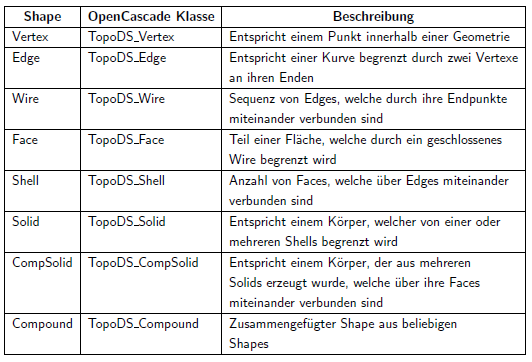 Shape OpenCascade Klasse Beschreibung
Vertex TopoDS_Vertex Entspricht einem Punkt innerhalb einer Geometrie
Edge TopoDS_Edge Entspricht einer Kurve begrenzt durch zwei Vertexe
an ihren Enden
Wire TopoDS_Wire Sequenz von Edges, welche durch ihre Endpunkte
miteinander verbunden sind
Face TopoDS_Face Teil einer Fläche, welche durch ein geschlossenes
Wire begrenzt wird
Shell TopoDS_Shell Anzahl von Faces, welche über Edges miteinander
verbunden sind
Solid TopoDS_Solid Entspricht einem Körper, welcher von einer oder
mehreren Shells begrenzt wird
CompSolid TopoDS_CompSolid Entspricht einem Körper, der aus mehreren
Solids erzeugt wurde, welche über ihre Faces
miteinander verbunden sind
Compound TopoDS_Compound Zusammengefügter Shape aus beliebigen
Shapes